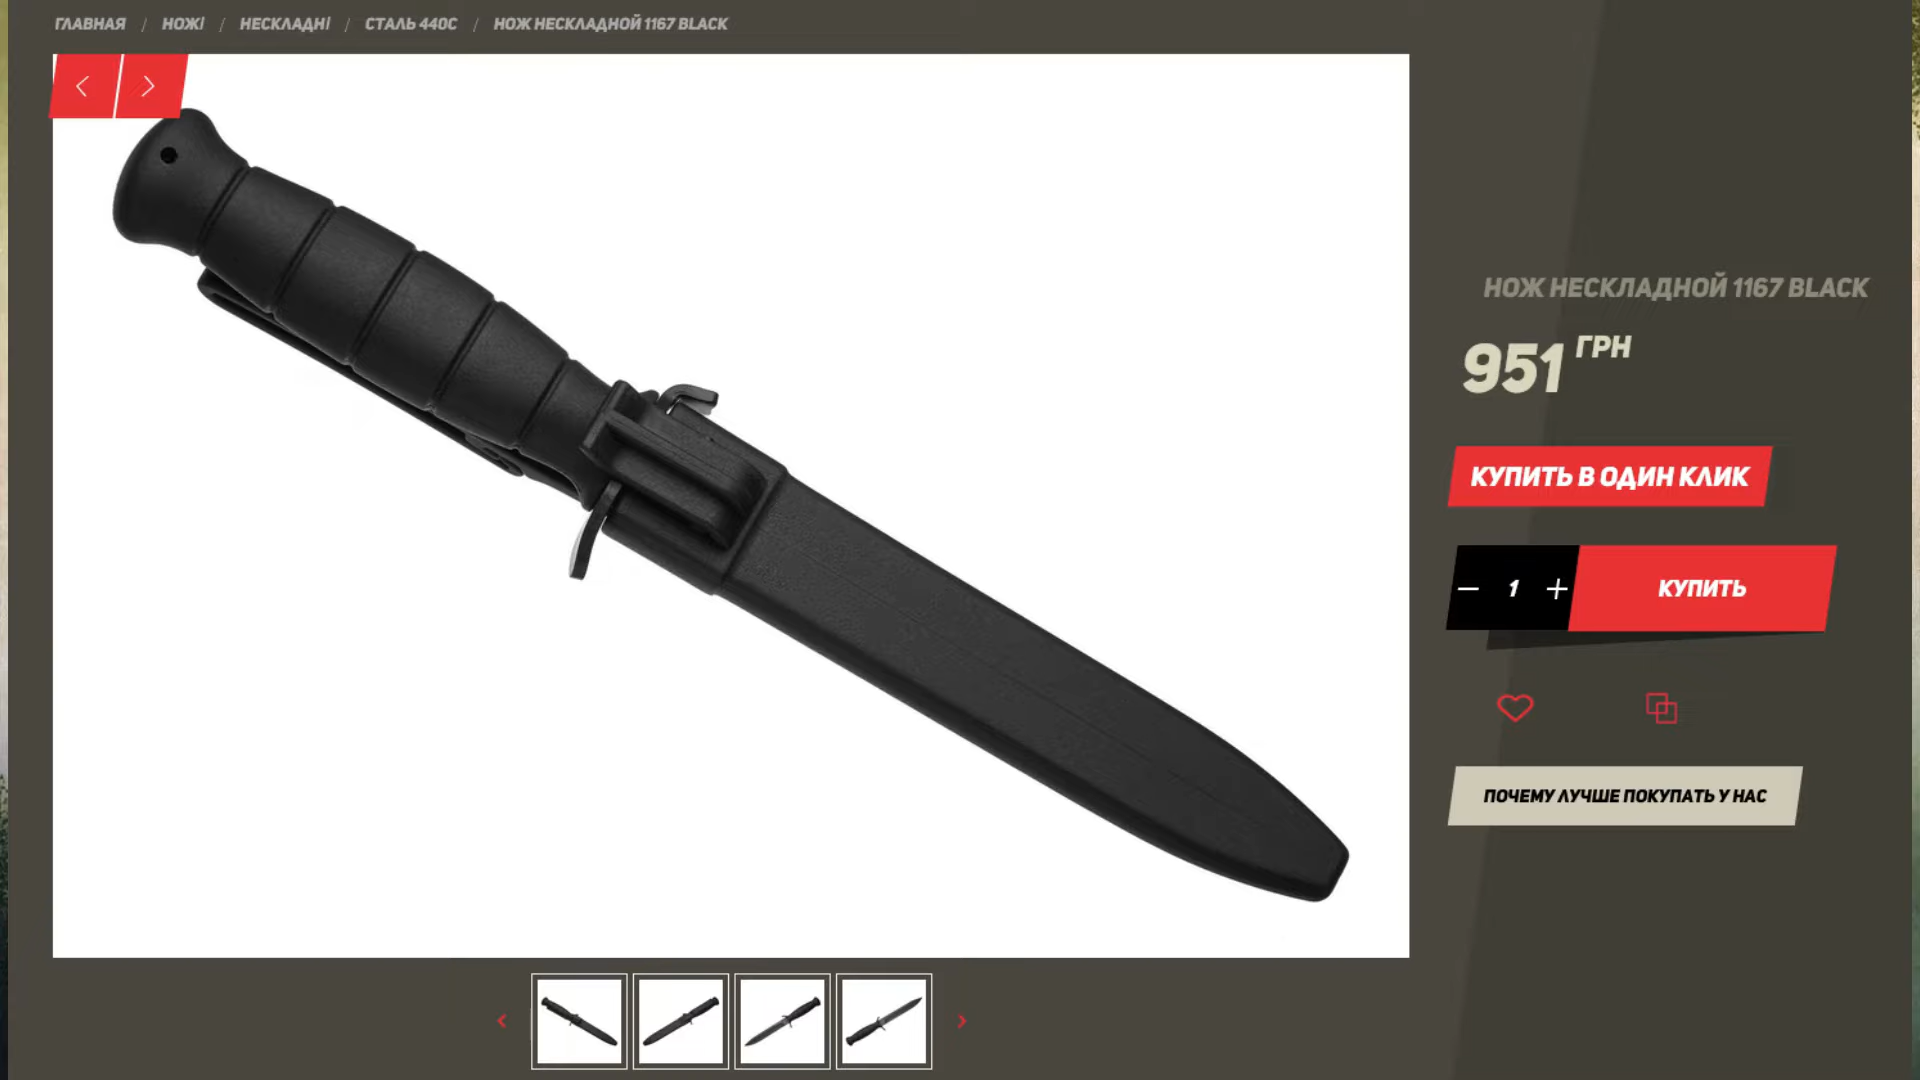 ГЛАВНАЯ / НОЖІ / НЕСКЛАДНІ / СТАЛЬ 440C / НОЖ НЕСКЛАДНОЙ 1167 BLACK
НОЖ НЕСКЛАДНОЙ 1167 BLACK
951 ГРН
КУПИТЬ В ОДИН КЛИК
− 1 + КУПИТЬ
ПОЧЕМУ ЛУЧШЕ ПОКУПАТЬ У НАС